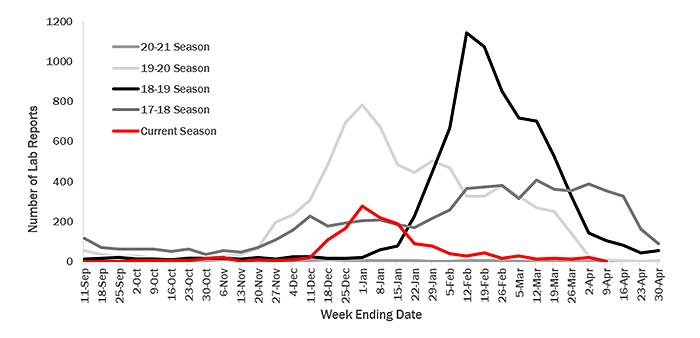 1200
1000
800
600
400
200
0
Number of Lab Reports
20-21 Season
19-20 Season
18-19 Season
17-18 Season
Current Season
11-Sep
18-Sep
25-Sep
2-Oct
9-Oct
16-Oct
23-Oct
30-Oct
6-Nov
13-Nov
20-Nov
27-Nov
4-Dec
11-Dec
18-Dec
25-Dec
1-Jan
8-Jan
15-Jan
22-Jan
29-Jan
5-Feb
12-Feb
19-Feb
26-Feb
5-Mar
12-Mar
19-Mar
26-Mar
2-Apr
9-Apr
16-Apr
23-Apr
30-Apr
Week Ending Date